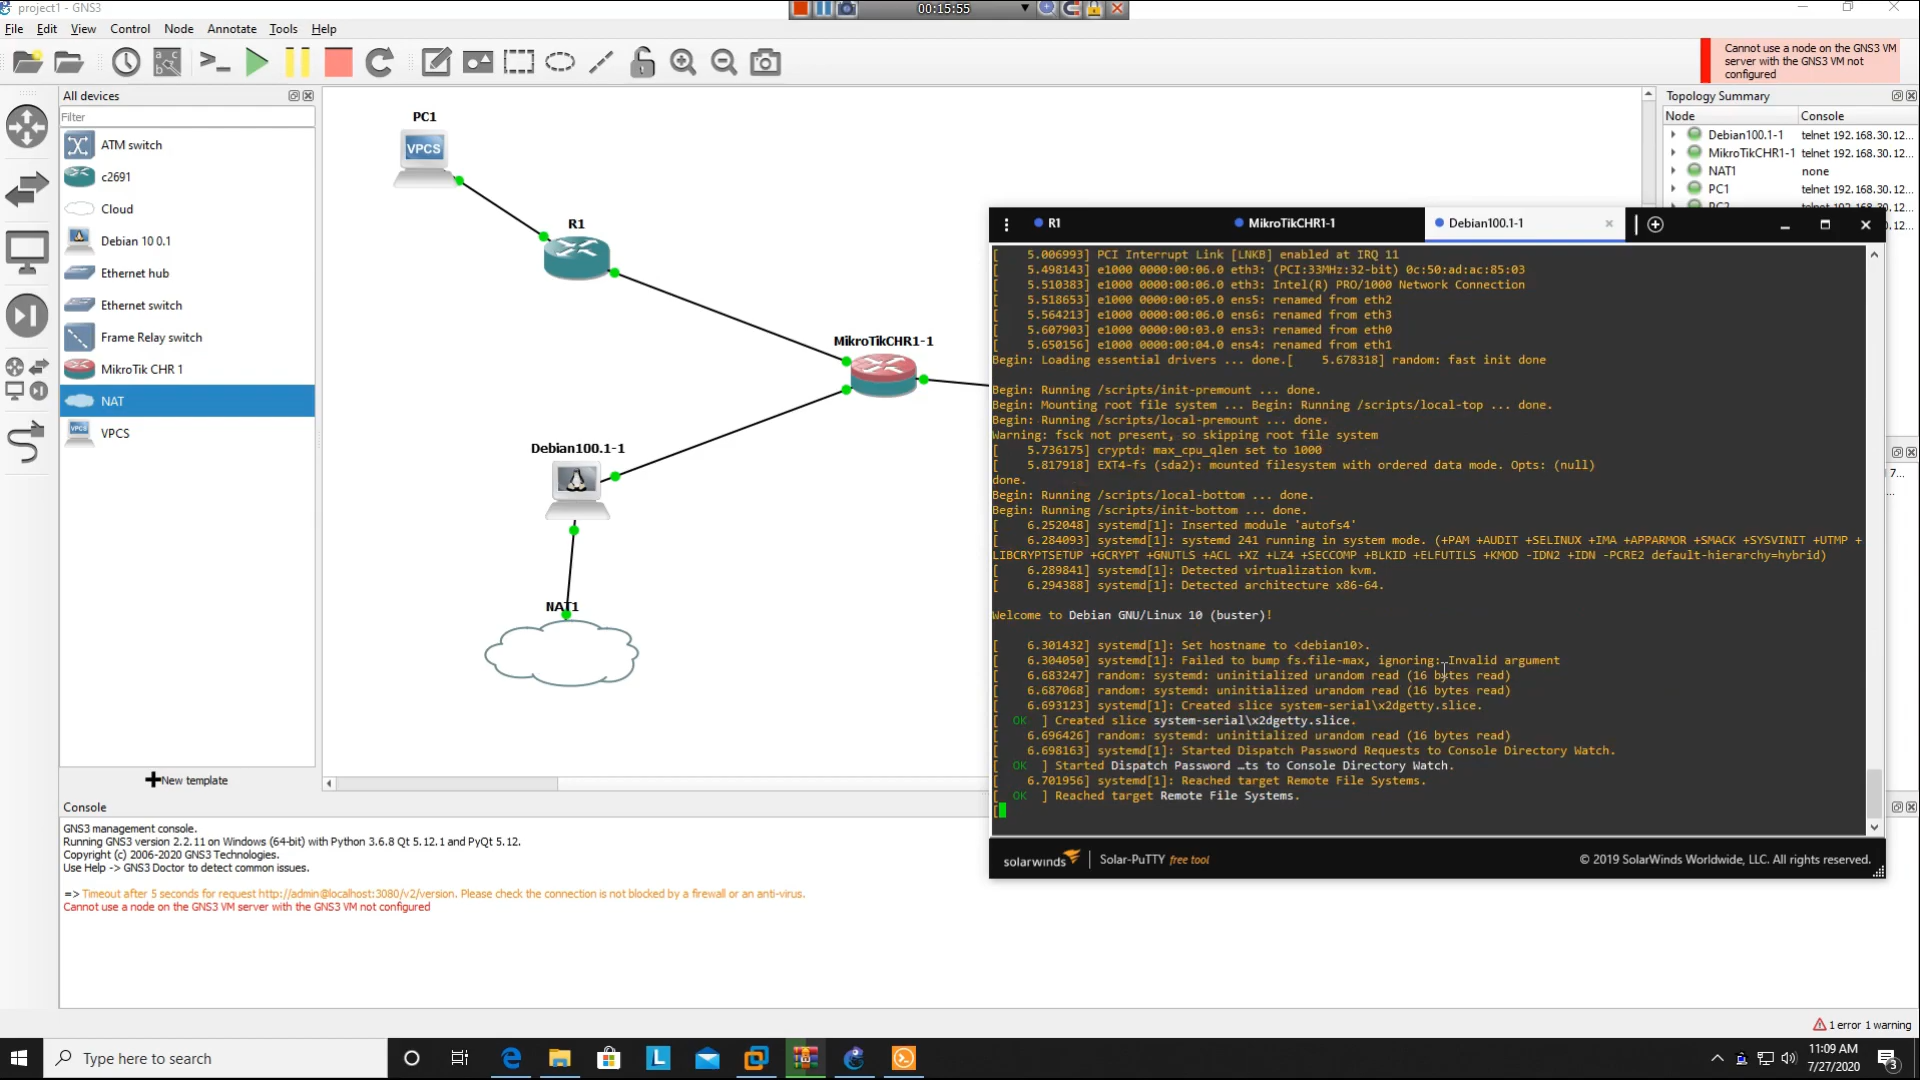 project1 - GNS3
00:15:55
File Edit View Control Node Annotate Tools Help
Cannot use a node on the GNS3 VM
server with the GNS3 VM not
configured
All devices
Filter
ATM switch
c2691
Cloud
Debian 10 0.1
Ethernet hub
Ethernet switch
Frame Relay switch
MikroTik CHR 1
NAT
VPCS
New template
PC1
VPCS
R1
MikroTikCHR1-1
Debian100.1-1
NAT1
Topology Summary
Node Console
Debian100.1-1 telnet 192.168.30.12...
MikroTikCHR1-1 telnet 192.168.30.12...
NAT1 none
PC1 telnet 192.168.30.12...
R1 MikroTikCHR1-1 Debian100.1-1
[    5.006993] PCI Interrupt Link [LNKB] enabled at IRQ 11
[    5.498143] e1000 0000:00:06.0 eth3: (PCI:33MHz:32-bit) 0c:50:ad:ac:85:03
[    5.510383] e1000 0000:00:06.0 eth3: Intel(R) PRO/1000 Network Connection
[    5.518653] e1000 0000:00:05.0 ens5: renamed from eth2
[    5.564213] e1000 0000:00:06.0 ens6: renamed from eth3
[    5.607903] e1000 0000:00:03.0 ens3: renamed from eth0
[    5.650156] e1000 0000:00:04.0 ens4: renamed from eth1
Begin: Loading essential drivers ... done.[    5.678318] random: fast init done
Begin: Running /scripts/init-premount ... done.
Begin: Mounting root file system ... Begin: Running /scripts/local-top ... done.
Begin: Running /scripts/local-premount ... done.
Warning: fsck not present, so skipping root file system
[    5.736175] cryptd: max_cpu_qlen set to 1000
[    5.817918] EXT4-fs (sda2): mounted filesystem with ordered data mode. Opts: (null)
done.
Begin: Running /scripts/local-bottom ... done.
Begin: Running /scripts/init-bottom ... done.
[    6.252048] systemd[1]: Inserted module 'autofs4'
[    6.284093] systemd[1]: systemd 241 running in system mode. (+PAM +AUDIT +SELINUX +IMA +APPARMOR +SMACK +SYSVINIT +UTMP +
LIBCRYPTSETUP +GCRYPT +GNUTLS +ACL +XZ +LZ4 +SECCOMP +BLKID +ELFUTILS +KMOD -IDN2 +IDN -PCRE2 default-hierarchy=hybrid)
[    6.289841] systemd[1]: Detected virtualization kvm.
[    6.294388] systemd[1]: Detected architecture x86-64.
Welcome to Debian GNU/Linux 10 (buster)!
[    6.301432] systemd[1]: Set hostname to <debian10>.
[    6.304050] systemd[1]: Failed to bump fs.file-max, ignoring: Invalid argument
[    6.683247] random: systemd: uninitialized urandom read (16 bytes read)
[    6.687068] random: systemd: uninitialized urandom read (16 bytes read)
[    6.693123] systemd[1]: Created slice system-serial\x2dgetty.slice.
[  OK  ] Created slice system-serial\x2dgetty.slice.
[    6.696426] random: systemd: uninitialized urandom read (16 bytes read)
[    6.698163] systemd[1]: Started Dispatch Password Requests to Console Directory Watch.
[  OK  ] Started Dispatch Password …ts to Console Directory Watch.
[    6.701956] systemd[1]: Reached target Remote File Systems.
[  OK  ] Reached target Remote File Systems.
[
solarwinds | Solar-PuTTY free tool © 2019 SolarWinds Worldwide, LLC. All rights reserved.
Console
GNS3 management console.
Running GNS3 version 2.2.11 on Windows (64-bit) with Python 3.6.8 Qt 5.12.1 and PyQt 5.12.
Copyright (c) 2006-2020 GNS3 Technologies.
Use Help -> GNS3 Doctor to detect common issues.
=> Timeout after 5 seconds for request http://admin@localhost:3080/v2/version. Please check the connection is not blocked by a firewall or an anti-virus.
Cannot use a node on the GNS3 VM server with the GNS3 VM not configured
1 error 1 warning
Type here to search
11:09 AM
7/27/2020
3